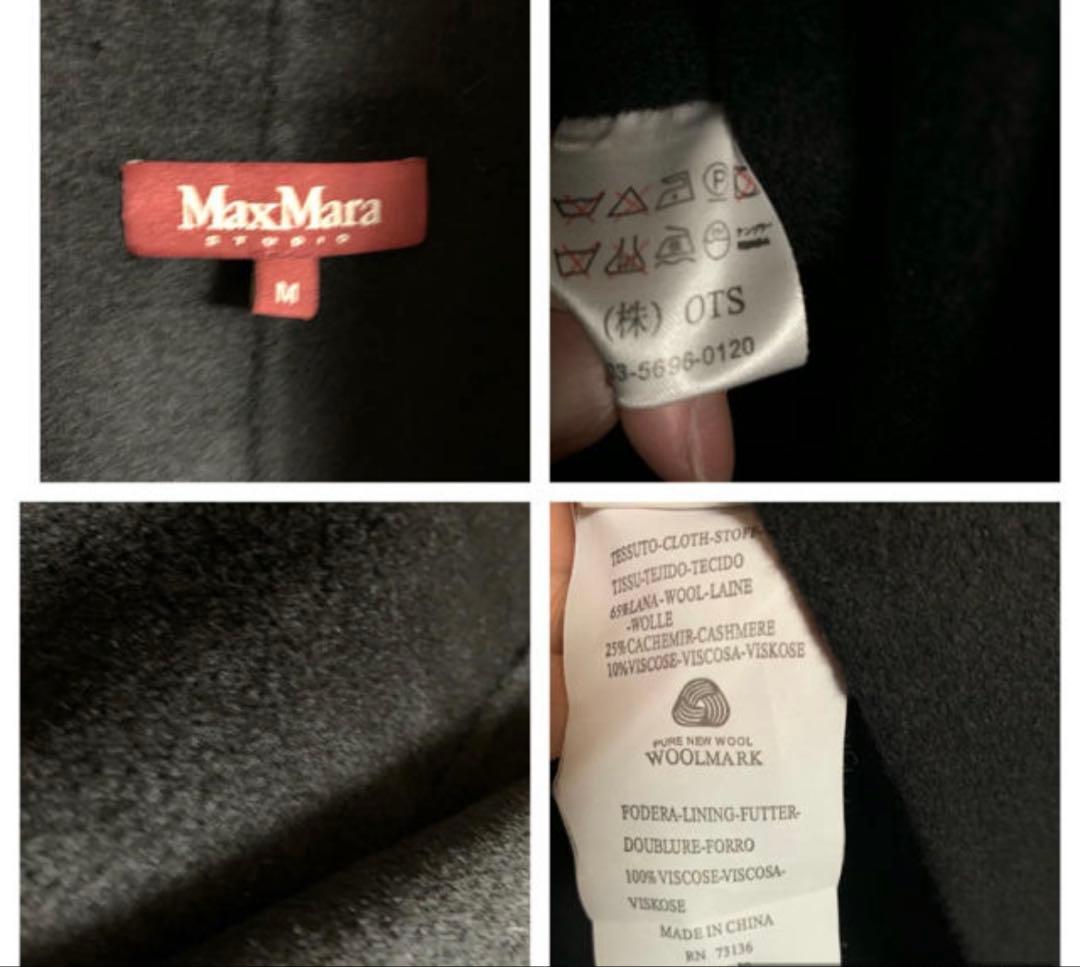 MaxMara
STUDIO
M
P
(株) OTS
03-5696-0120
TESSUTO-CLOTH-STOFF-
TISSU-TEJIDO-TECIDO
65%LANA-WOOL-LAINE
-WOLLE
25%CACHEMIR-CASHMERE
10%VISCOSE-VISCOSA-VISKOSE
PURE NEW WOOL
WOOLMARK
FODERA-LINING-FUTTER-
DOUBLURE-FORRO
100%VISCOSE-VISCOSA-
VISKOSE
MADE IN CHINA
RN 73136